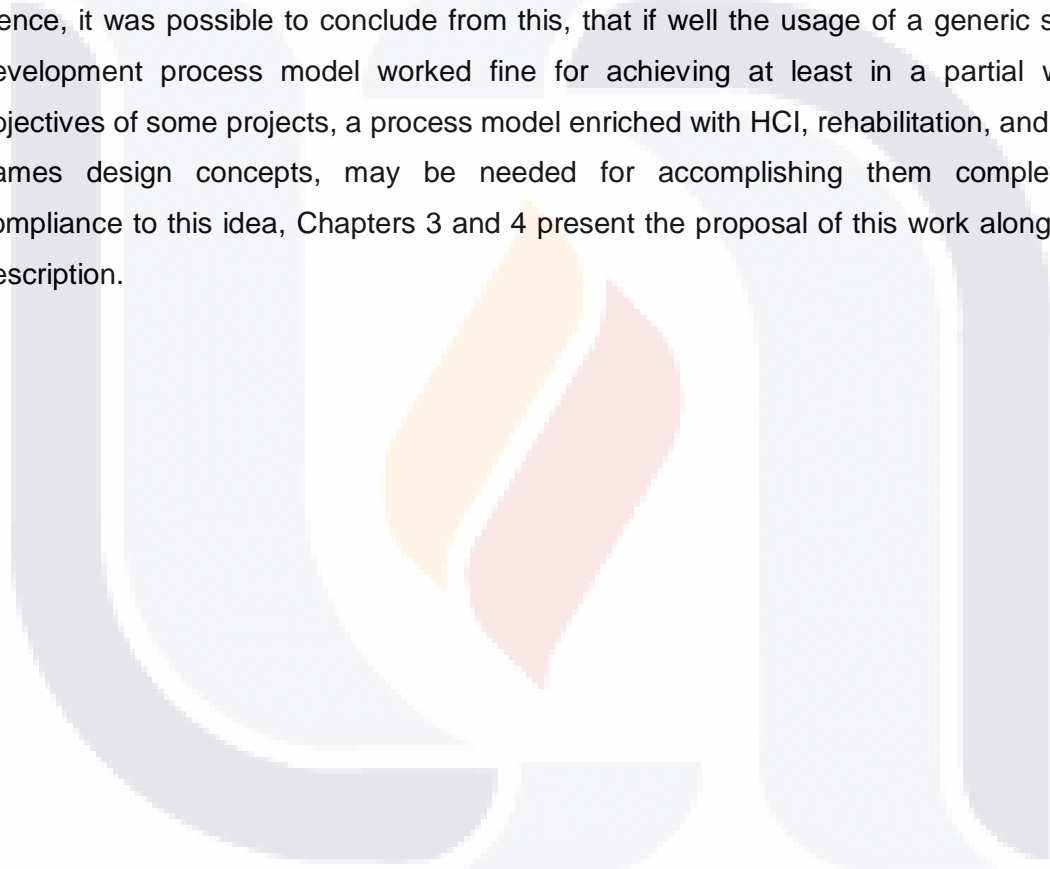 ence, it was possible to conclude from this, that if well the usage of a generic s
evelopment process model worked fine for achieving at least in a partial w
ojectives of some projects, a process model enriched with HCI, rehabilitation, and
ames design concepts, may be needed for accomplishing them comple
ompliance to this idea, Chapters 3 and 4 present the proposal of this work along
escription.